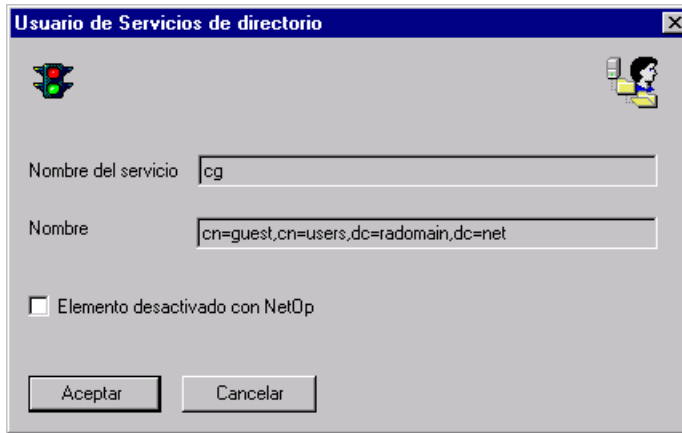 Usuario de Servicios de directorio
Nombre del servicio cg
Nombre cn=guest,cn=users,dc=radomain,dc=net
Elemento desactivado con NetOp
Aceptar Cancelar